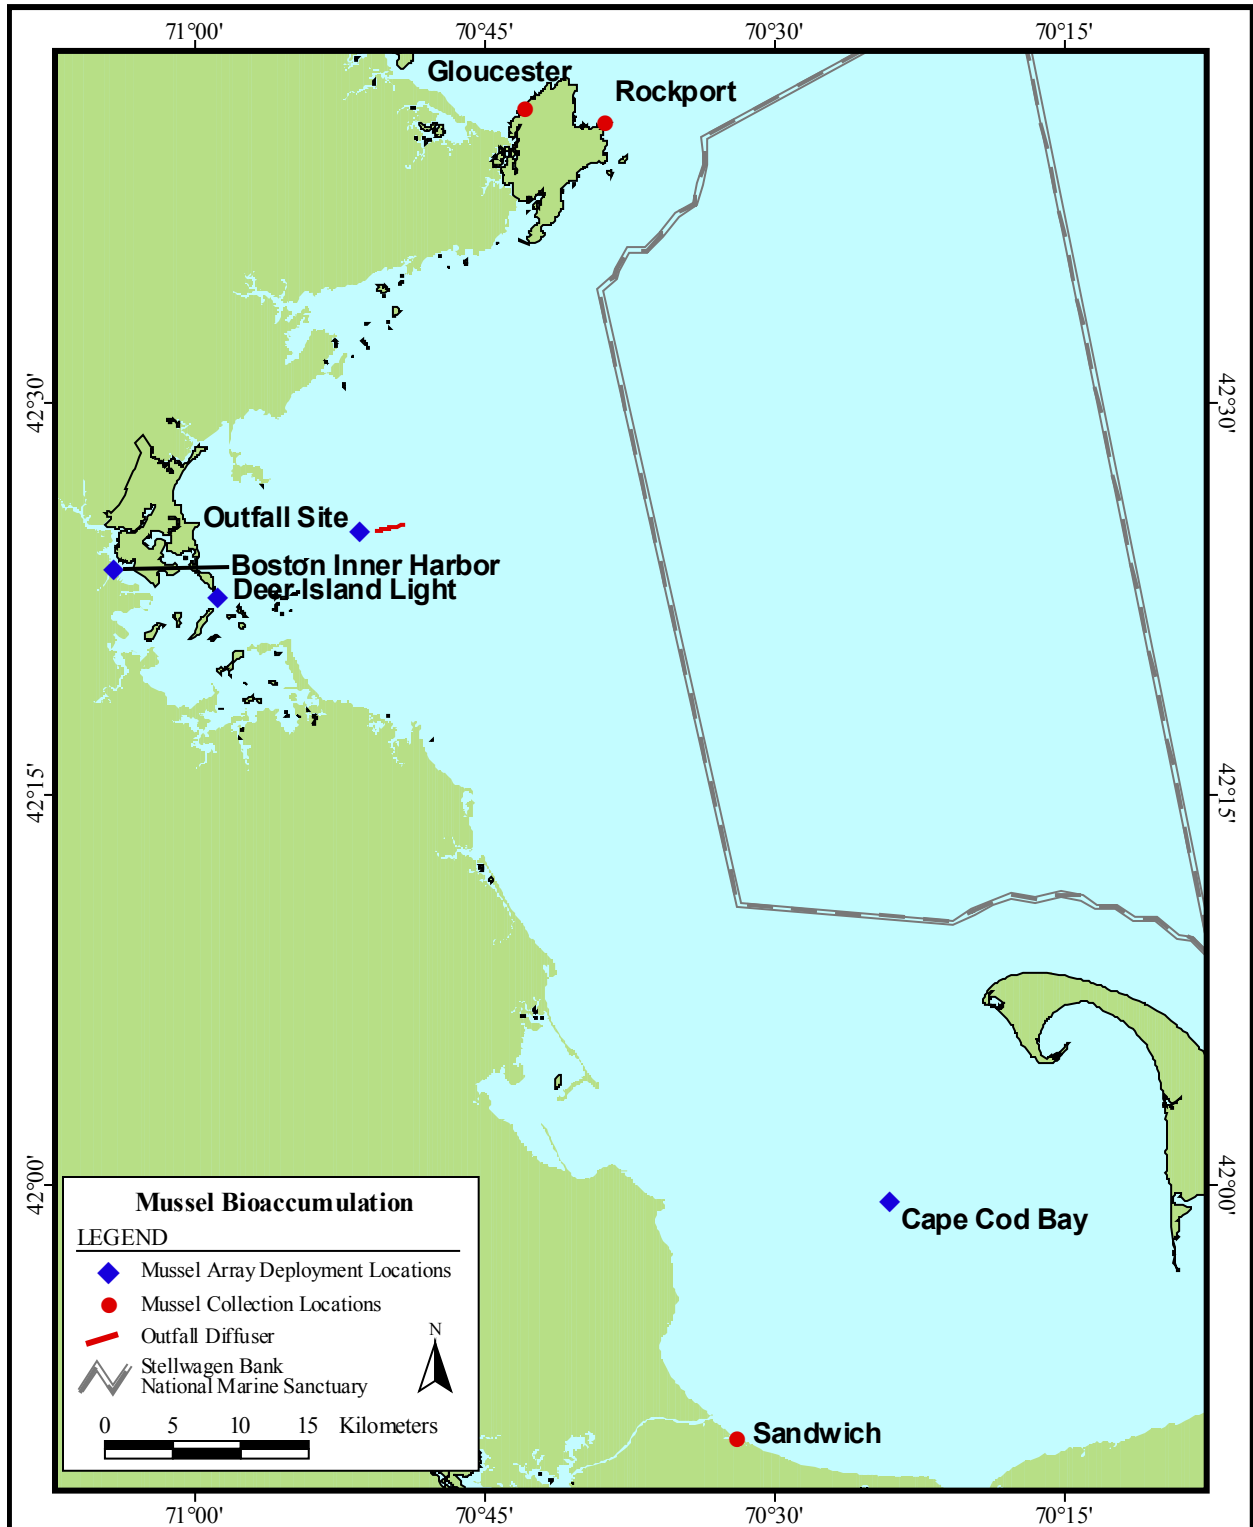 71°00' 70°45' 70°30' 70°15'
Gloucester
Rockport
42°30' 42°30'
Outfall Site
Boston Inner Harbor
Deer Island Light
42°15' 42°15'
42°00' 42°00'
Cape Cod Bay
Mussel Bioaccumulation
LEGEND
Mussel Array Deployment Locations
Mussel Collection Locations
Outfall Diffuser
N
Stellwagen Bank
National Marine Sanctuary
0 5 10 15 Kilometers
Sandwich
71°00' 70°45' 70°30' 70°15'